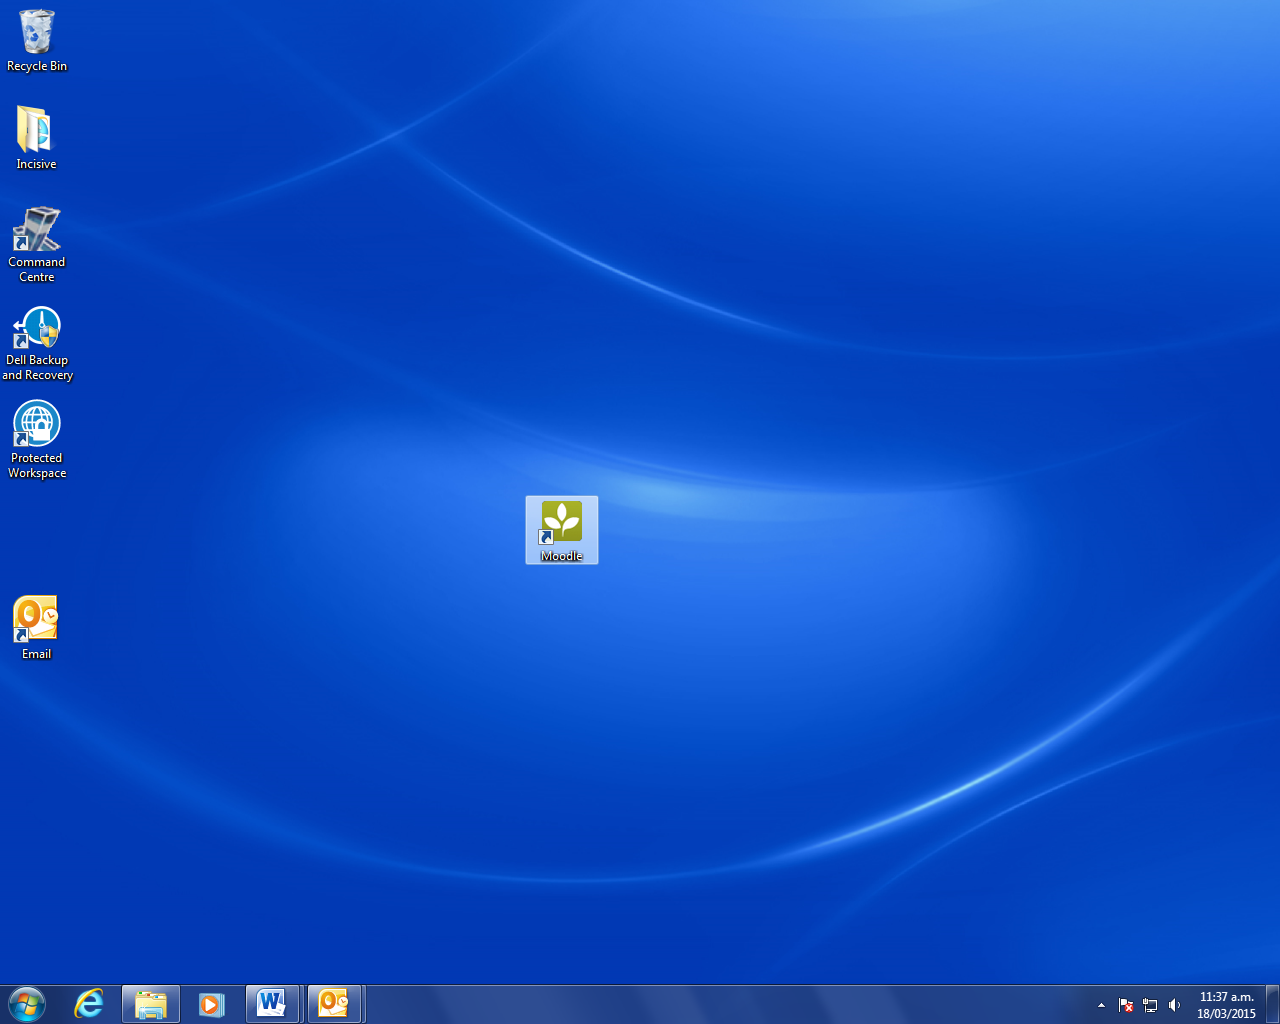 Recycle Bin
Incisive
Command
Centre
Dell Backup
and Recovery
Protected
Workspace
Moodle
Email
11:37 a.m.
18/03/2015